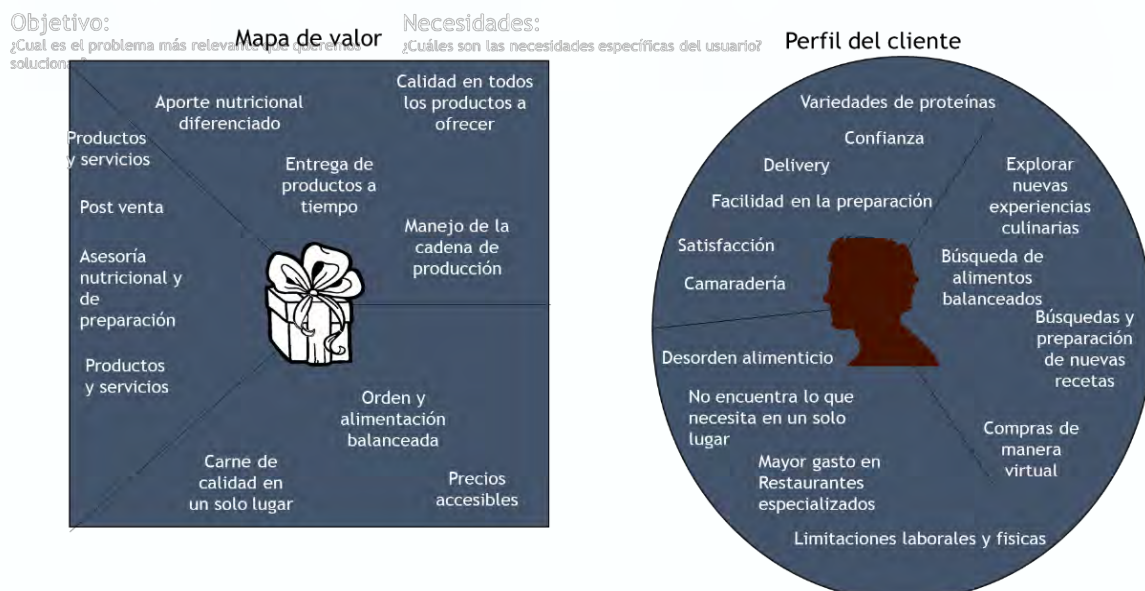 Objetivo:
¿Cual es el problema más relevante que queremos
solucionar?
Necesidades:
¿Cuáles son las necesidades específicas del usuario?
Mapa de valor
Aporte nutricional
diferenciado
Calidad en todos
los productos a
ofrecer
Productos
y servicios
Entrega de
productos a
tiempo
Post venta
Manejo de la
cadena de
producción
Asesoría
nutricional y
de
preparación
Productos
y servicios
Orden y
alimentación
balanceada
Carne de
calidad en
un solo lugar
Precios
accesibles
Perfil del cliente
Variedades de proteínas
Confianza
Delivery
Facilidad en la preparación
Satisfacción
Camaradería
Explorar
nuevas
experiencias
culinarias
Búsqueda de
alimentos
balanceados
Búsquedas y
preparación
de nuevas
recetas
Compras de
manera
virtual
Desorden alimenticio
No encuentra lo que
necesita en un solo
lugar
Mayor gasto en
Restaurantes
especializados
Limitaciones laborales y fisicas